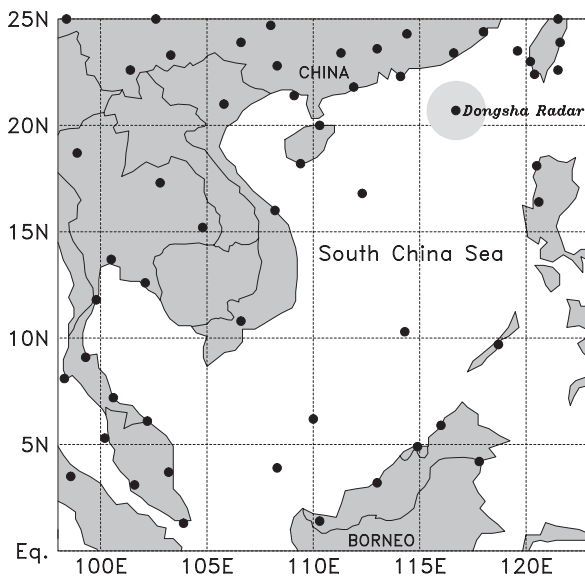 25N
CHINA
Dongsha Radar
20N
15N
South China Sea
10N
5N
BORNEO
Eq.
100E 105E 110E 115E 120E